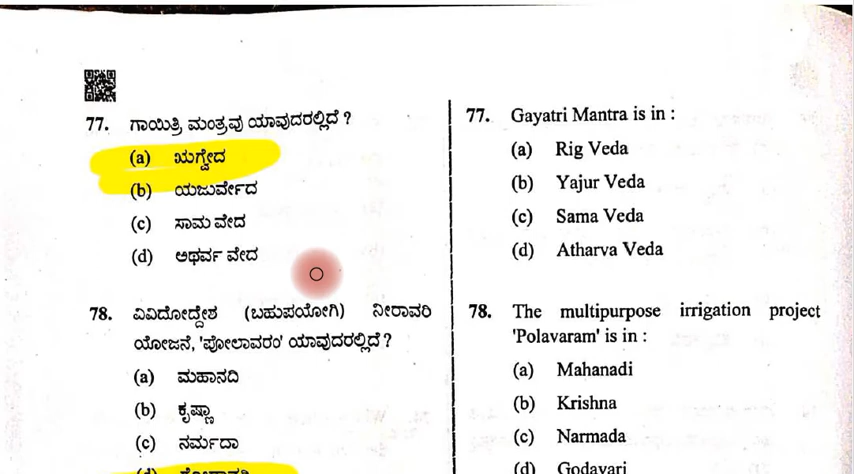 77. ಗಾಯಿತ್ರಿ ಮಂತ್ರವು ಯಾವುದರಲ್ಲಿದೆ ?
(a) ಋಗ್ವೇದ
(b) ಯಜುರ್ವೇದ
(c) ಸಾಮ ವೇದ
(d) ಅಥರ್ವ ವೇದ
78. ವಿವಿದೋದ್ದೇಶ (ಬಹುಪಯೋಗಿ) ನೀರಾವರಿ
ಯೋಜನೆ, 'ಪೋಲಾವರಂ' ಯಾವುದರಲ್ಲಿದೆ ?
(a) ಮಹಾನದಿ
(b) ಕೃಷ್ಣಾ
(c) ನರ್ಮದಾ
(d)
77. Gayatri Mantra is in :
(a) Rig Veda
(b) Yajur Veda
(c) Sama Veda
(d) Atharva Veda
78. The multipurpose irrigation project
'Polavaram' is in :
(a) Mahanadi
(b) Krishna
(c) Narmada
(d) Godavari